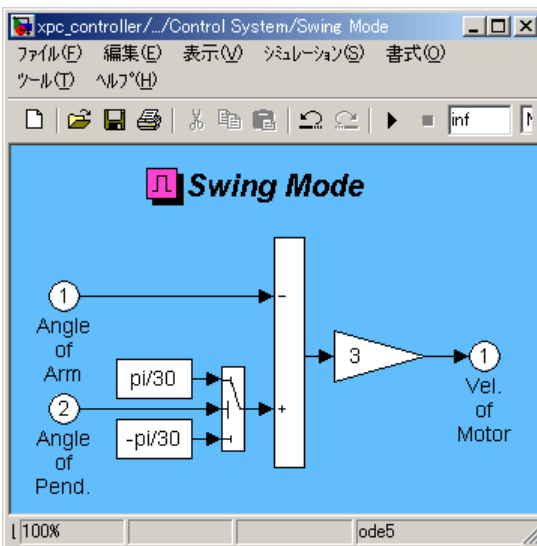 xpc_controller/.../Control System/Swing Mode
ファイル(F) 編集(E) 表示(V) シミュレーション(S) 書式(O)
ツール(T) ヘルプ(H)
inf
Swing Mode
1
-
Angle
of
Arm
pi/30
3
1
Vel.
of
Motor
2
+
-pi/30
Angle
of
Pend.
100%
ode5